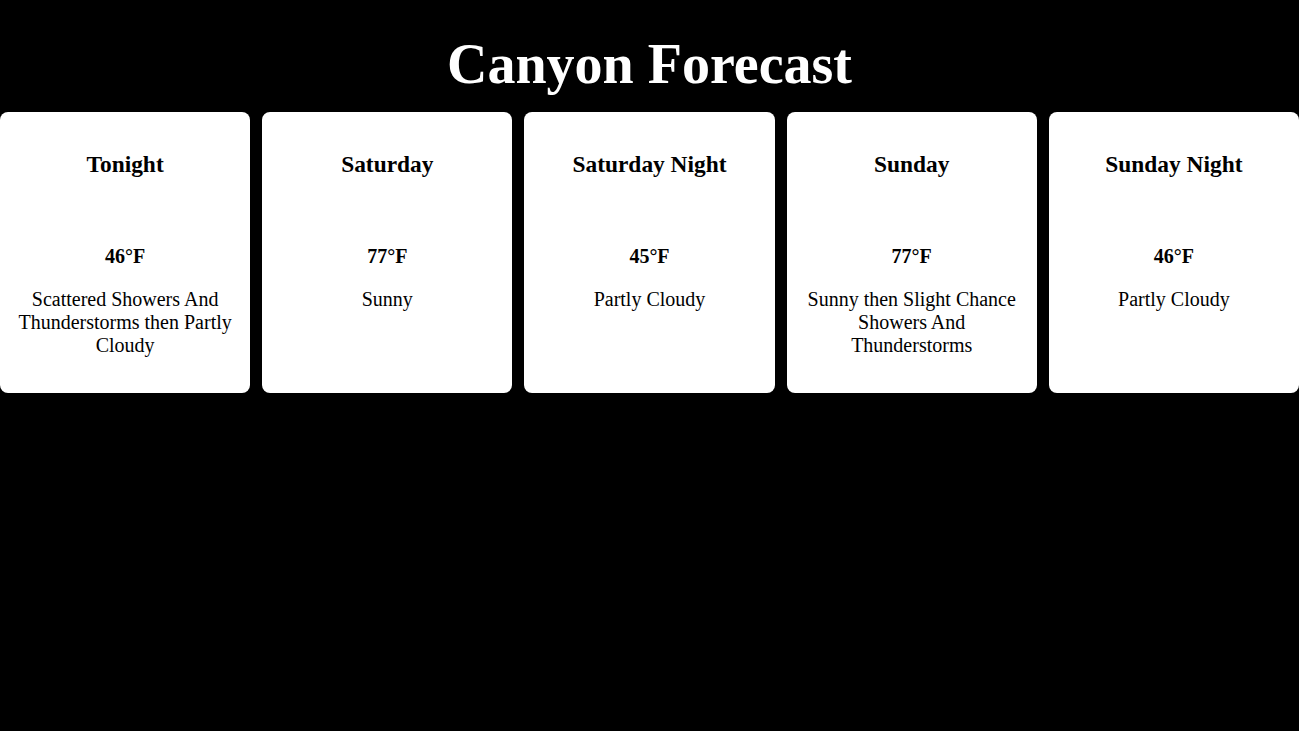 Canyon Forecast
Tonight
46°F
Scattered Showers And
Thunderstorms then Partly
Cloudy
Saturday
77°F
Sunny
Saturday Night
45°F
Partly Cloudy
Sunday
77°F
Sunny then Slight Chance
Showers And
Thunderstorms
Sunday Night
46°F
Partly Cloudy